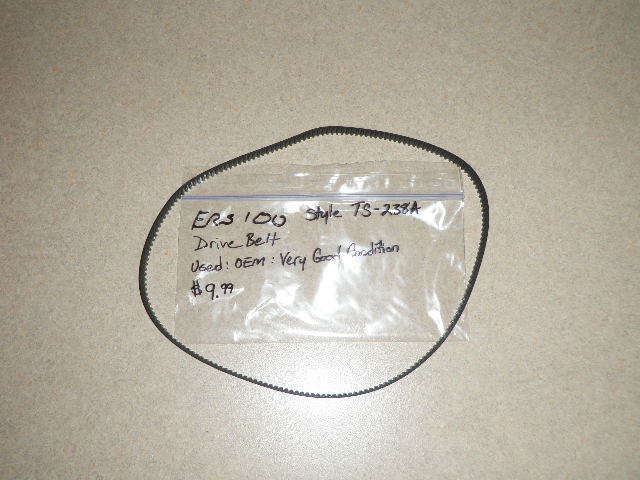 ERS 100 Style TS-238A
Drive Belt
Used: OEM: Very Good Condition
$9.99